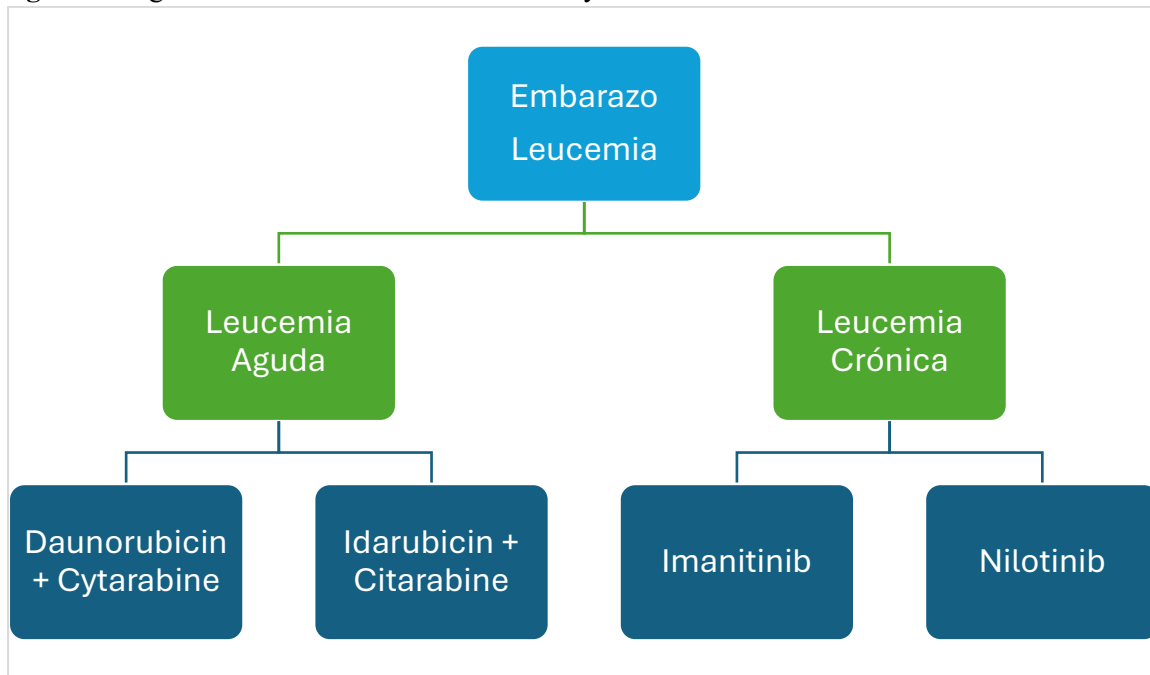 Embarazo
Leucemia
Leucemia
Aguda
Leucemia
Crónica
Daunorubicin
+ Cytarabine
Idarubicin +
Citarabine
Imanitinib
Nilotinib